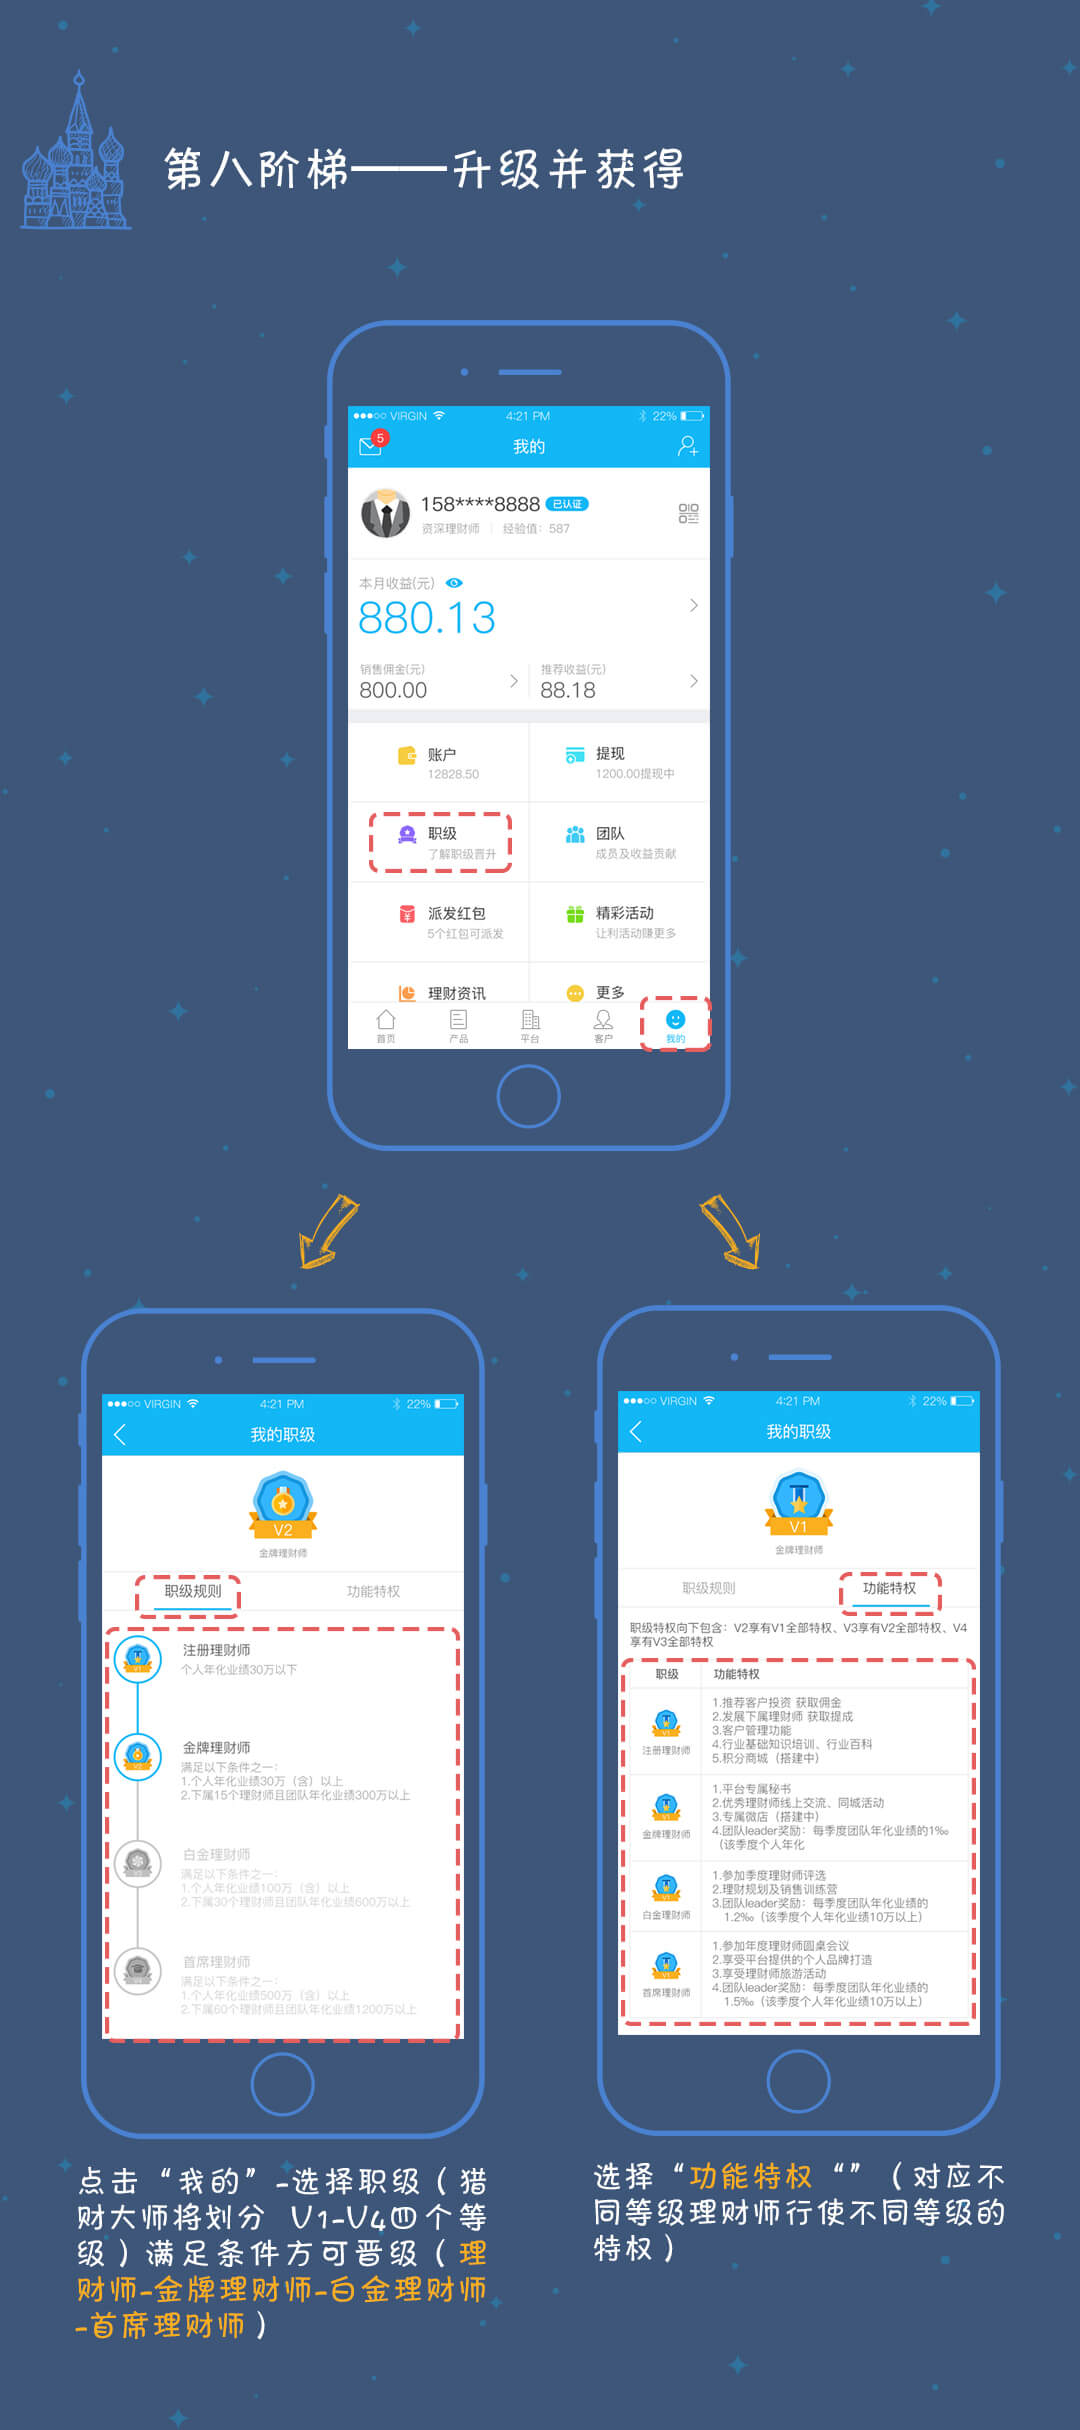 第八阶梯——升级并获得
VIRGIN 4:21 PM 22%
5 我的
158****8888 已认证
资深理财师 | 经验值：587
本月收益(元)
880.13
销售佣金(元) 推荐收益(元)
800.00 88.18
账户 提现
12828.50 1200.00提现中
职级 团队
了解职级晋升 成员及收益贡献
派发红包 精彩活动
5个红包可派发 让利活动赚更多
理财资讯 更多
首页 产品 平台 客户 我的
VIRGIN 4:21 PM 22%
我的职级
V2
金牌理财师
职级规则 功能特权
注册理财师
个人年化业绩30万以下
金牌理财师
满足以下条件之一：
1.个人年化业绩30万（含）以上
2.下属15个理财师且团队年化业绩300万以上
白金理财师
满足以下条件之一：
1.个人年化业绩100万（含）以上
2.下属30个理财师且团队年化业绩600万以上
首席理财师
满足以下条件之一：
1.个人年化业绩500万（含）以上
2.下属60个理财师且团队年化业绩1200万以上
点击“我的”-选择职级（猎
财大师将划分 V1-V4四个等
级）满足条件方可晋级（理
财师-金牌理财师-白金理财师
-首席理财师）
VIRGIN 4:21 PM 22%
我的职级
V1
金牌理财师
职级规则 功能特权
职级特权向下包含：V2享有V1全部特权、V3享有V2全部特权、V4
享有V3全部特权
职级 功能特权
注册理财师
1.推荐客户投资 获取佣金
2.发展下属理财师 获取提成
3.客户管理功能
4.行业基础知识培训、行业百科
5.积分商城（搭建中）
金牌理财师
1.平台专属秘书
2.优秀理财师线上交流、同城活动
3.专属微店（搭建中）
4.团队leader奖励：每季度团队年化业绩的1‰
（该季度个人年化
白金理财师
1.参加季度理财师评选
2.理财规划及销售训练营
3.团队leader奖励：每季度团队年化业绩的
1.2‰（该季度个人年化业绩10万以上）
首席理财师
1.参加年度理财师圆桌会议
2.享受平台提供的个人品牌打造
3.享受理财师旅游活动
4.团队leader奖励：每季度团队年化业绩的
1.5‰（该季度个人年化业绩10万以上）
选择“功能特权“”（对应不
同等级理财师行使不同等级的
特权）